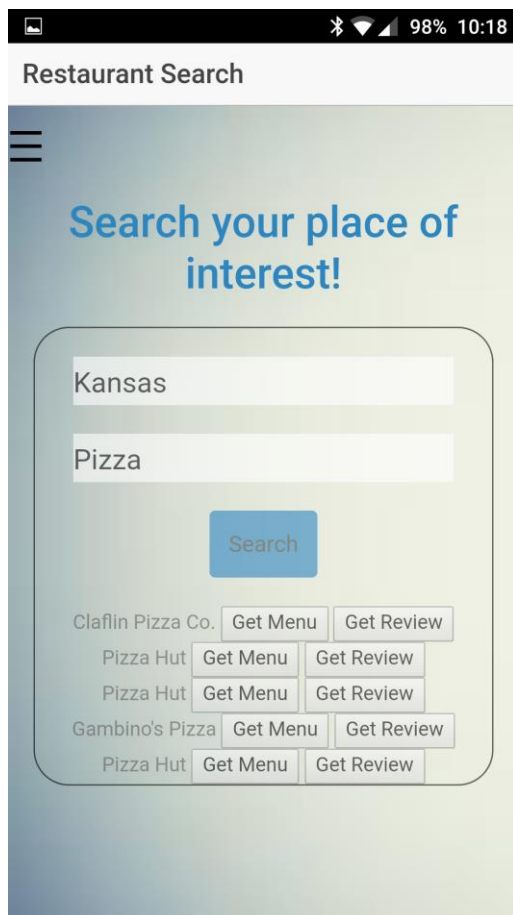 98% 10:18
Restaurant Search
Search your place of
interest!
Kansas
Pizza
Search
Claflin Pizza Co. Get Menu Get Review
Pizza Hut Get Menu Get Review
Pizza Hut Get Menu Get Review
Gambino's Pizza Get Menu Get Review
Pizza Hut Get Menu Get Review